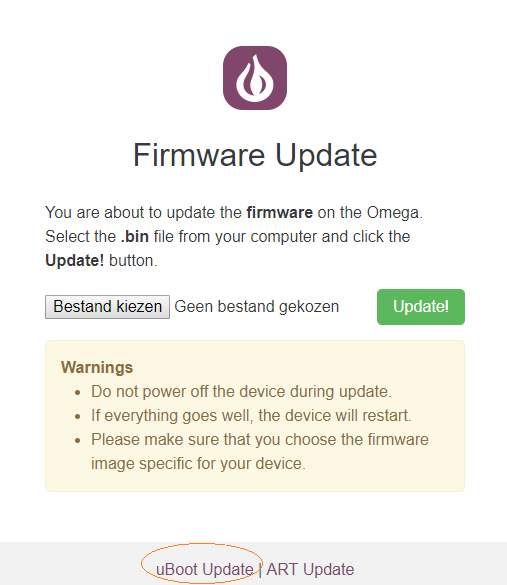 Firmware Update
You are about to update the firmware on the Omega.
Select the .bin file from your computer and click the
Update! button.
Bestand kiezen Geen bestand gekozen Update!
Warnings
• Do not power off the device during update.
• If everything goes well, the device will restart.
• Please make sure that you choose the firmware
image specific for your device.
uBoot Update | ART Update